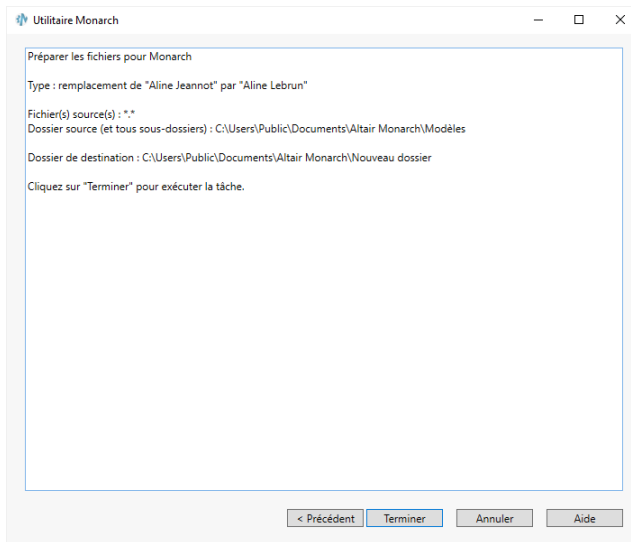 Utilitaire Monarch
Préparer les fichiers pour Monarch
Type : remplacement de "Aline Jeannot" par "Aline Lebrun"
Fichier(s) source(s) : *.*
Dossier source (et tous sous-dossiers) : C:\Users\Public\Documents\Altair Monarch\Modèles
Dossier de destination : C:\Users\Public\Documents\Altair Monarch\Nouveau dossier
Cliquez sur "Terminer" pour exécuter la tâche.
< Précédent Terminer Annuler Aide